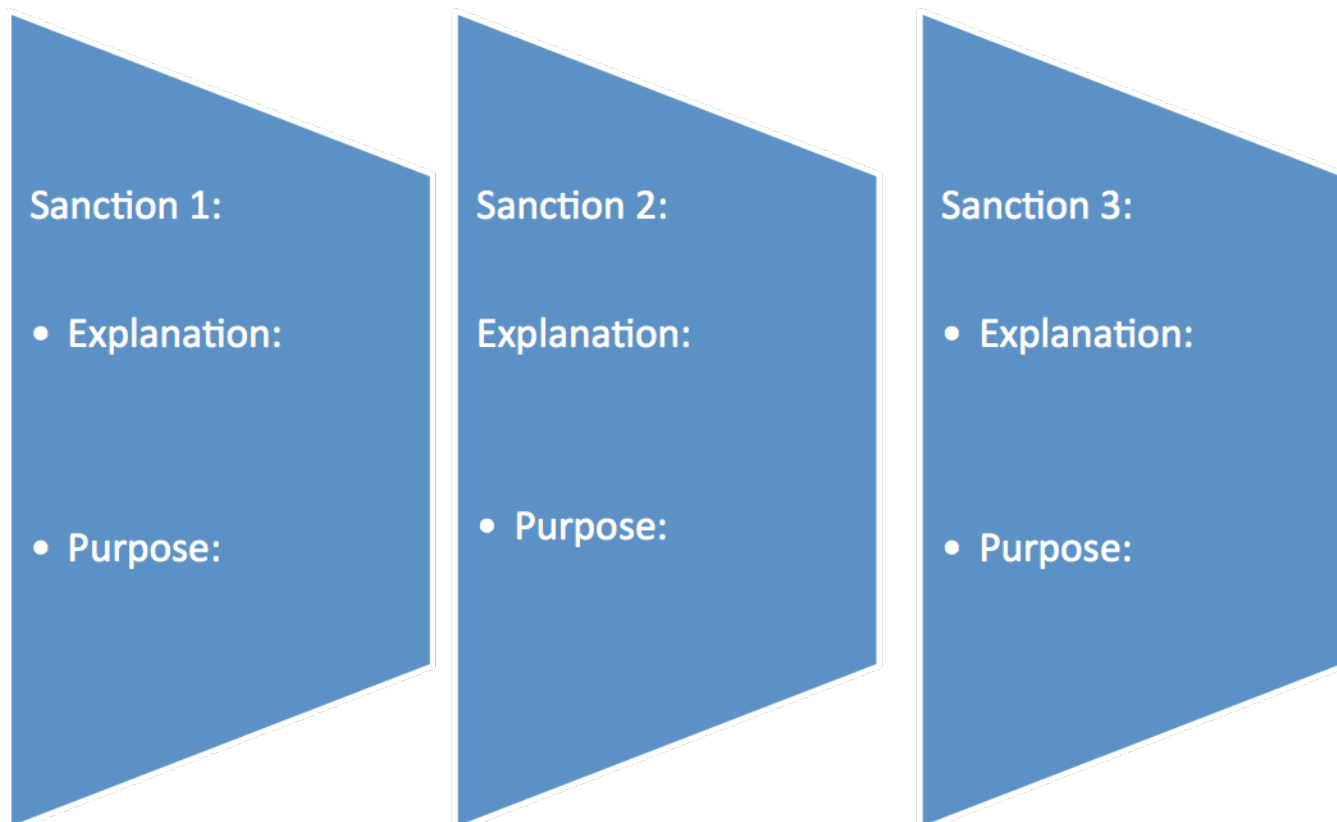 Sanction 1:
• Explanation:
• Purpose:
Sanction 2:
Explanation:
• Purpose:
Sanction 3:
• Explanation:
• Purpose: